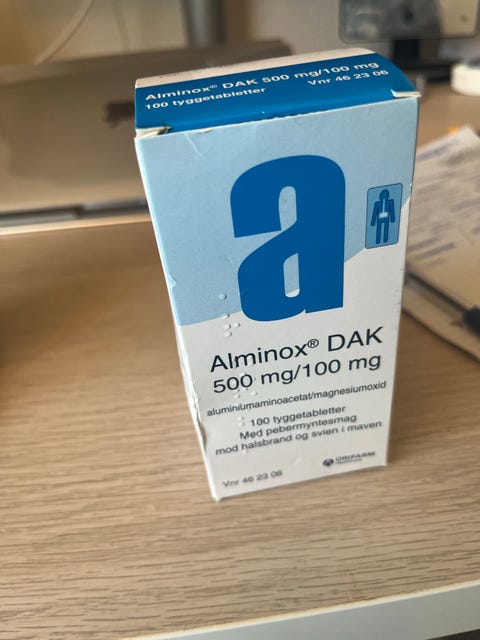 Alminox® DAK 500 mg/100 mg
100 tyggetabletter Vnr 46 23 06
a
Alminox® DAK
500 mg/100 mg
aluminiumaminoacetat/magnesiumoxid
100 tyggetabletter
Med pebermyntesmag
mod halsbrand og svien i maven
Vnr 46 23 06
ORIFARM